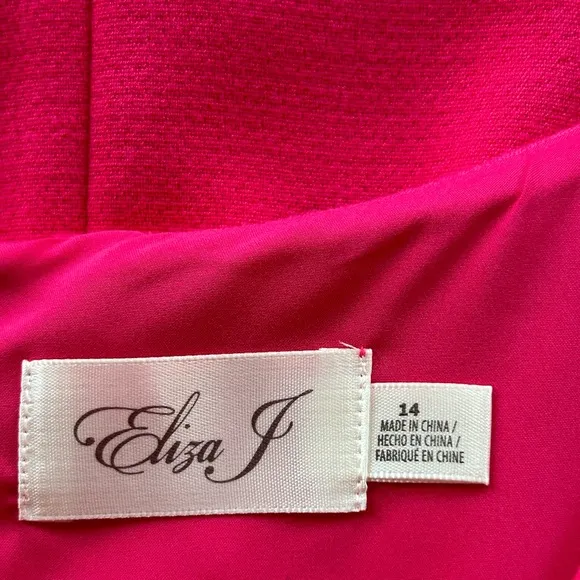 Eliza J
14
MADE IN CHINA /
HECHO EN CHINA /
FABRIQUÉ EN CHINE